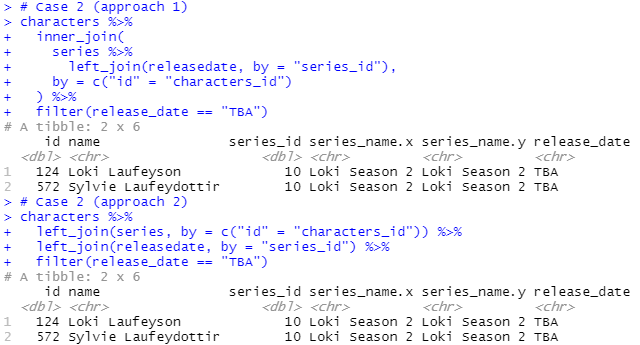 > # Case 2 (approach 1)
> characters %>%
+   inner_join(
+     series %>%
+       left_join(releasedate, by = "series_id"),
+     by = c("id" = "characters_id")
+   ) %>%
+   filter(release_date == "TBA")
# A tibble: 2 x 6
     id name              series_id series_name.x series_name.y release_date
  <dbl> <chr>                 <dbl> <chr>         <chr>         <chr>
1   124 Loki Laufeyson           10 Loki Season 2 Loki Season 2 TBA
2   572 Sylvie Laufeydottir      10 Loki Season 2 Loki Season 2 TBA
> # Case 2 (approach 2)
> characters %>%
+   left_join(series, by = c("id" = "characters_id")) %>%
+   left_join(releasedate, by = "series_id") %>%
+   filter(release_date == "TBA")
# A tibble: 2 x 6
     id name              series_id series_name.x series_name.y release_date
  <dbl> <chr>                 <dbl> <chr>         <chr>         <chr>
1   124 Loki Laufeyson           10 Loki Season 2 Loki Season 2 TBA
2   572 Sylvie Laufeydottir      10 Loki Season 2 Loki Season 2 TBA